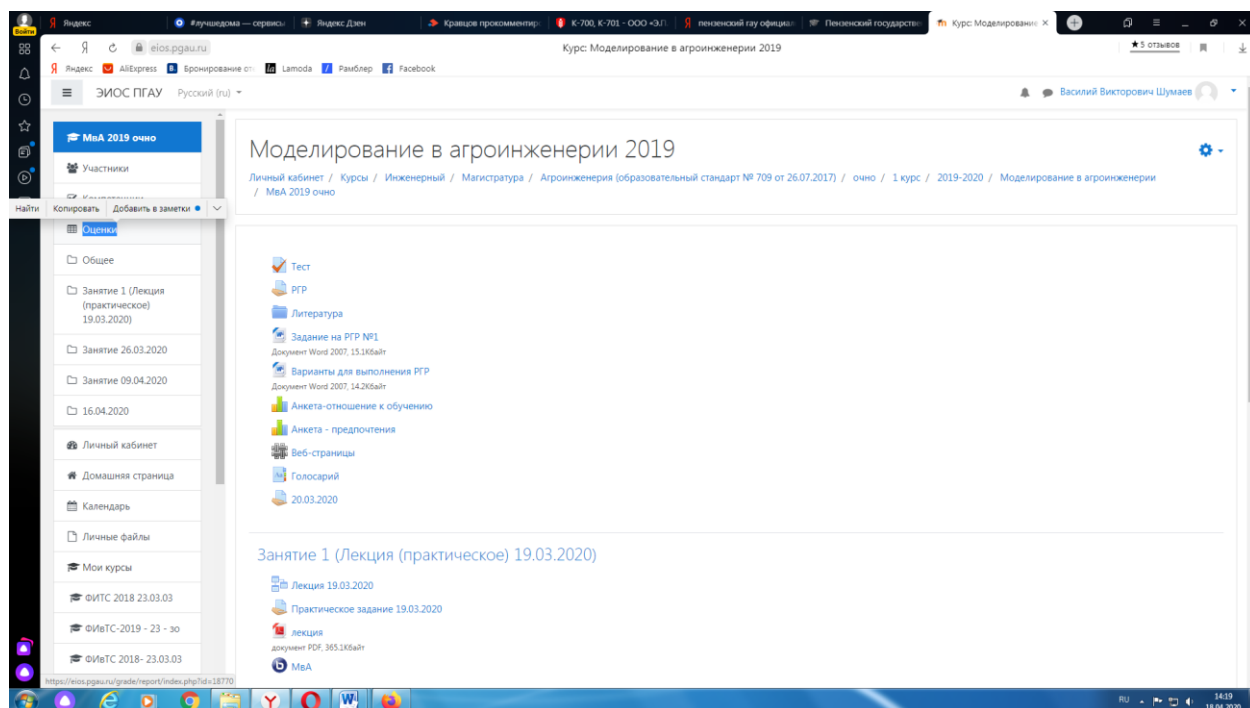 Войти
Яндекс
#лучшедома — сервисы
Яндекс Дзен
Кравцов прокомментиро
К-700, К-701 - ООО «ЭЛ
пензенский гау официал
Пензенский государстве
Курс: Моделирование
eios.pgau.ru
Курс: Моделирование в агроинженерии 2019
★5 отзывов
Яндекс
AliExpress
Бронирование от
Lamoda
Рамблер
Facebook
ЭИОС ПГАУ Русский (ru)
Василий Викторович Шумаев
МвА 2019 очно
Участники
Компетенции
Найти Копировать Добавить в заметки
Оценки
Общее
Занятие 1 (Лекция
(практическое)
19.03.2020)
Занятие 26.03.2020
Занятие 09.04.2020
16.04.2020
Личный кабинет
Домашняя страница
Календарь
Личные файлы
Мои курсы
ФИТС 2018 23.03.03
ФИвТС-2019 - 23 - зо
ФИвТС 2018- 23.03.03
https://eios.pgau.ru/grade/report/index.php?id=18770
Моделирование в агроинженерии 2019
Личный кабинет / Курсы / Инженерный / Магистратура / Агроинженерия (образовательный стандарт № 709 от 26.07.2017) / очно / 1 курс / 2019-2020 / Моделирование в агроинженерии
/ МвА 2019 очно
Тест
РГР
Литература
Задание на РГР №1
Документ Word 2007, 15.1Кбайт
Варианты для выполнения РГР
Документ Word 2007, 14.2Кбайт
Анкета-отношение к обучению
Анкета - предпочтения
Веб-страницы
Голосарий
20.03.2020
Занятие 1 (Лекция (практическое) 19.03.2020)
Лекция 19.03.2020
Практическое задание 19.03.2020
лекция
документ PDF, 365.1Кбайт
МвА
RU
14:19
18.04.2020